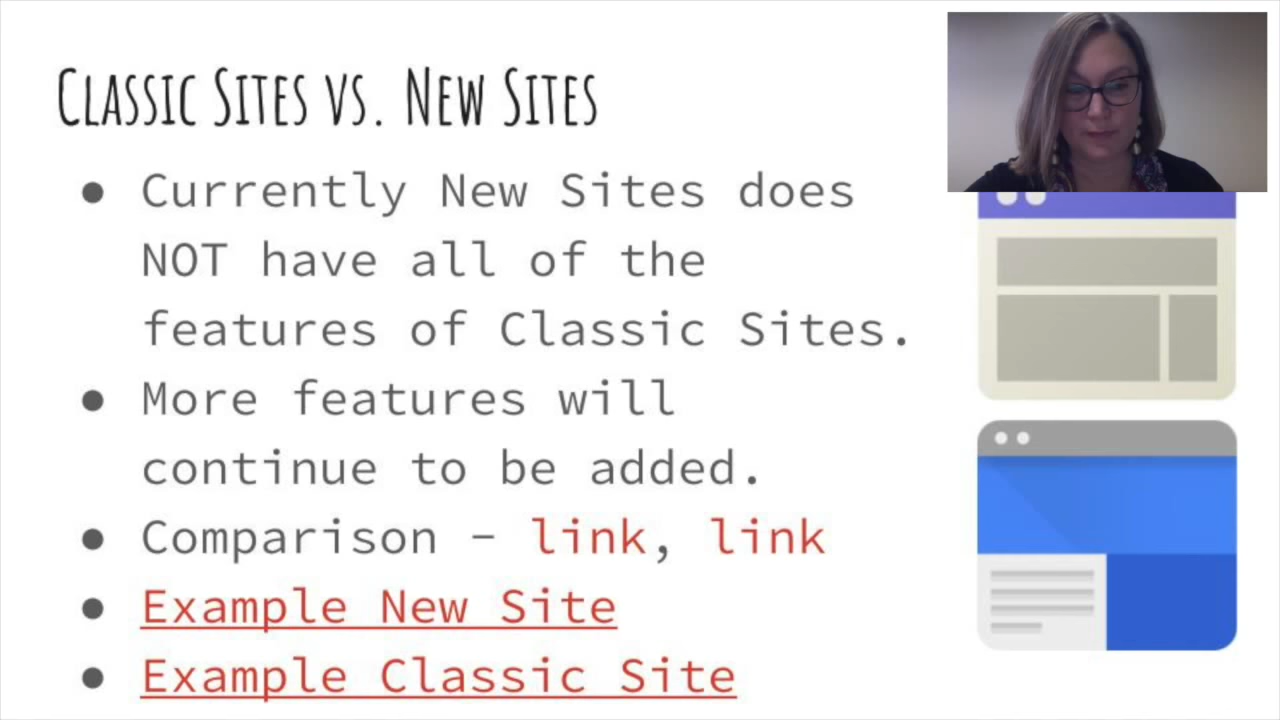 Classic Sites vs. New Sites
● Currently New Sites does
NOT have all of the
features of Classic Sites.
● More features will
continue to be added.
● Comparison - link, link
● Example New Site
● Example Classic Site